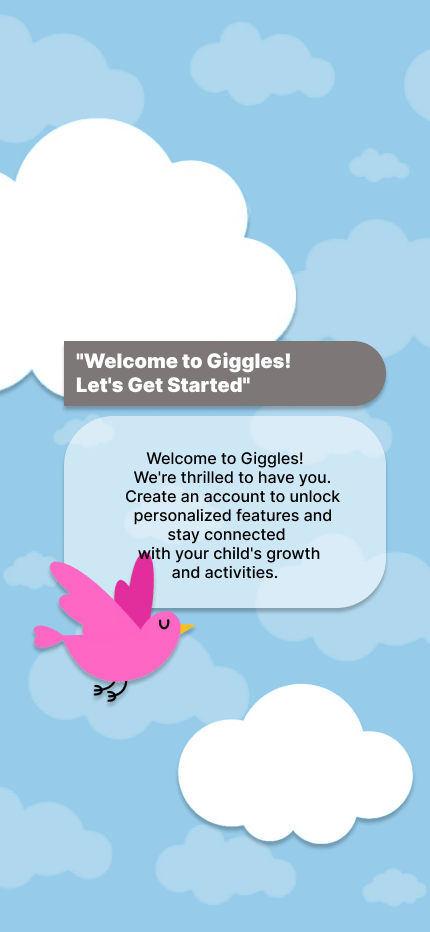 "Welcome to Giggles!
Let's Get Started"
Welcome to Giggles!
We're thrilled to have you.
Create an account to unlock
personalized features and
stay connected
with your child's growth
and activities.